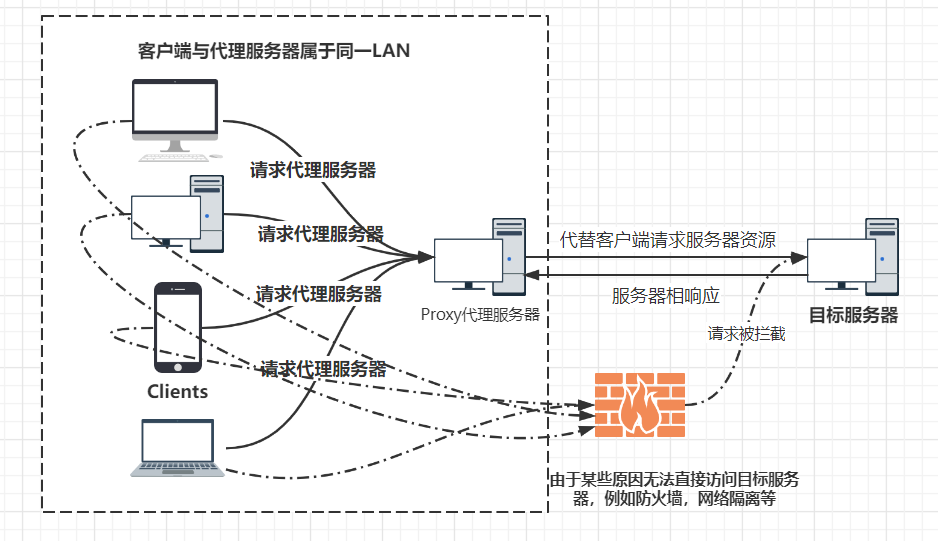 客户端与代理服务器属于同一LAN
请求代理服务器
请求代理服务器
代替客户端请求服务器资源
请求代理服务器
服务器相响应
Proxy代理服务器
目标服务器
请求被拦截
请求代理服务器
Clients
由于某些原因无法直接访问目标服务
器，例如防火墙，网络隔离等